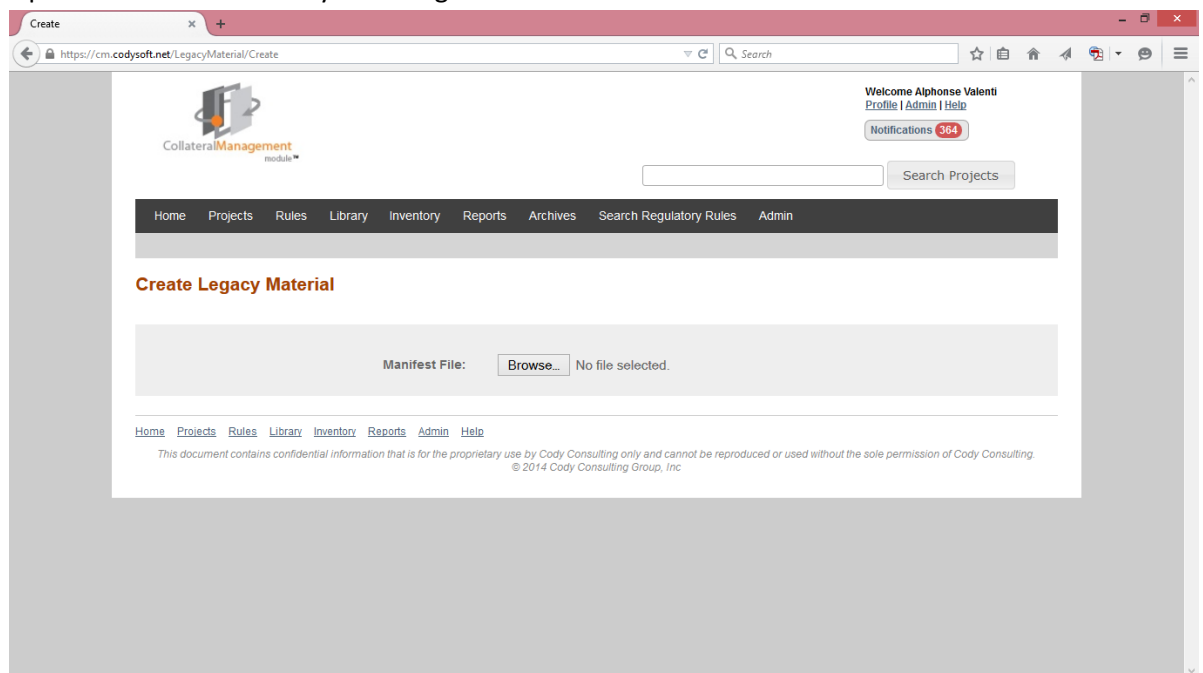 Create
https://cm.codysoft.net/LegacyMaterial/Create
Search
CollateralManagement
module™
Welcome Alphonse Valenti
Profile | Admin | Help
Notifications 364
Search Projects
Home Projects Rules Library Inventory Reports Archives Search Regulatory Rules Admin
Create Legacy Material
Manifest File: Browse... No file selected.
Home Projects Rules Library Inventory Reports Admin Help
This document contains confidential information that is for the proprietary use by Cody Consulting only and cannot be reproduced or used without the sole permission of Cody Consulting.
© 2014 Cody Consulting Group, Inc